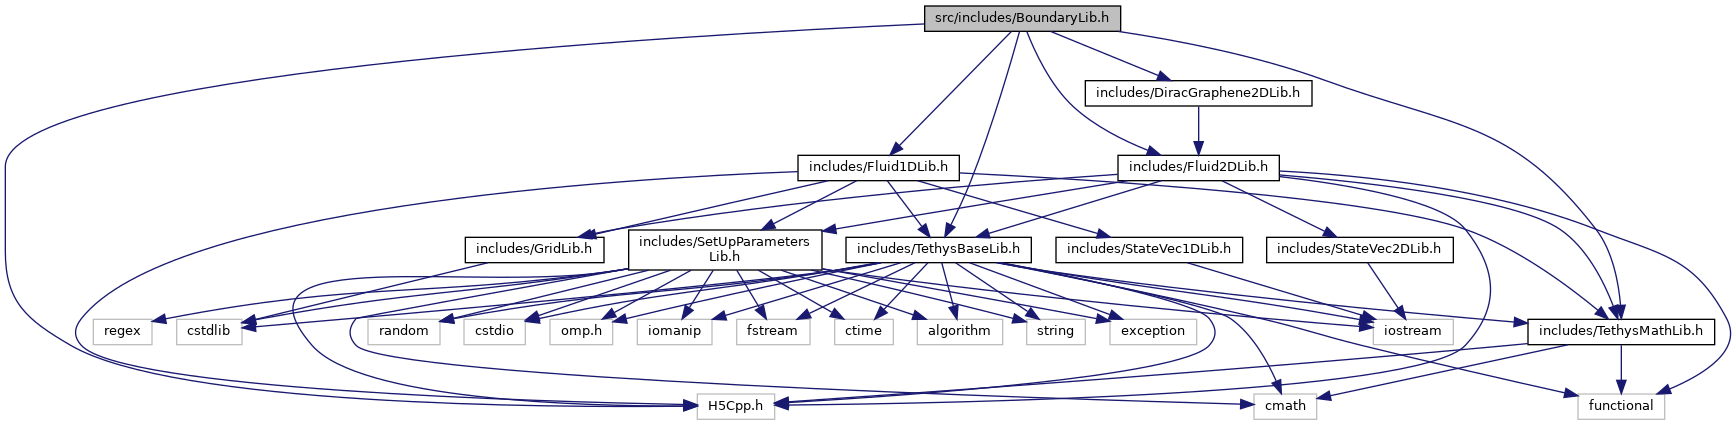 src/includes/BoundaryLib.h
includes/DiracGraphene2DLib.h
includes/Fluid1DLib.h
includes/Fluid2DLib.h
includes/GridLib.h
includes/SetUpParameters
Lib.h
includes/TethysBaseLib.h
includes/StateVec1DLib.h
includes/StateVec2DLib.h
regex
cstdlib
random
cstdio
omp.h
iomanip
fstream
ctime
algorithm
string
exception
iostream
includes/TethysMathLib.h
H5Cpp.h
cmath
functional